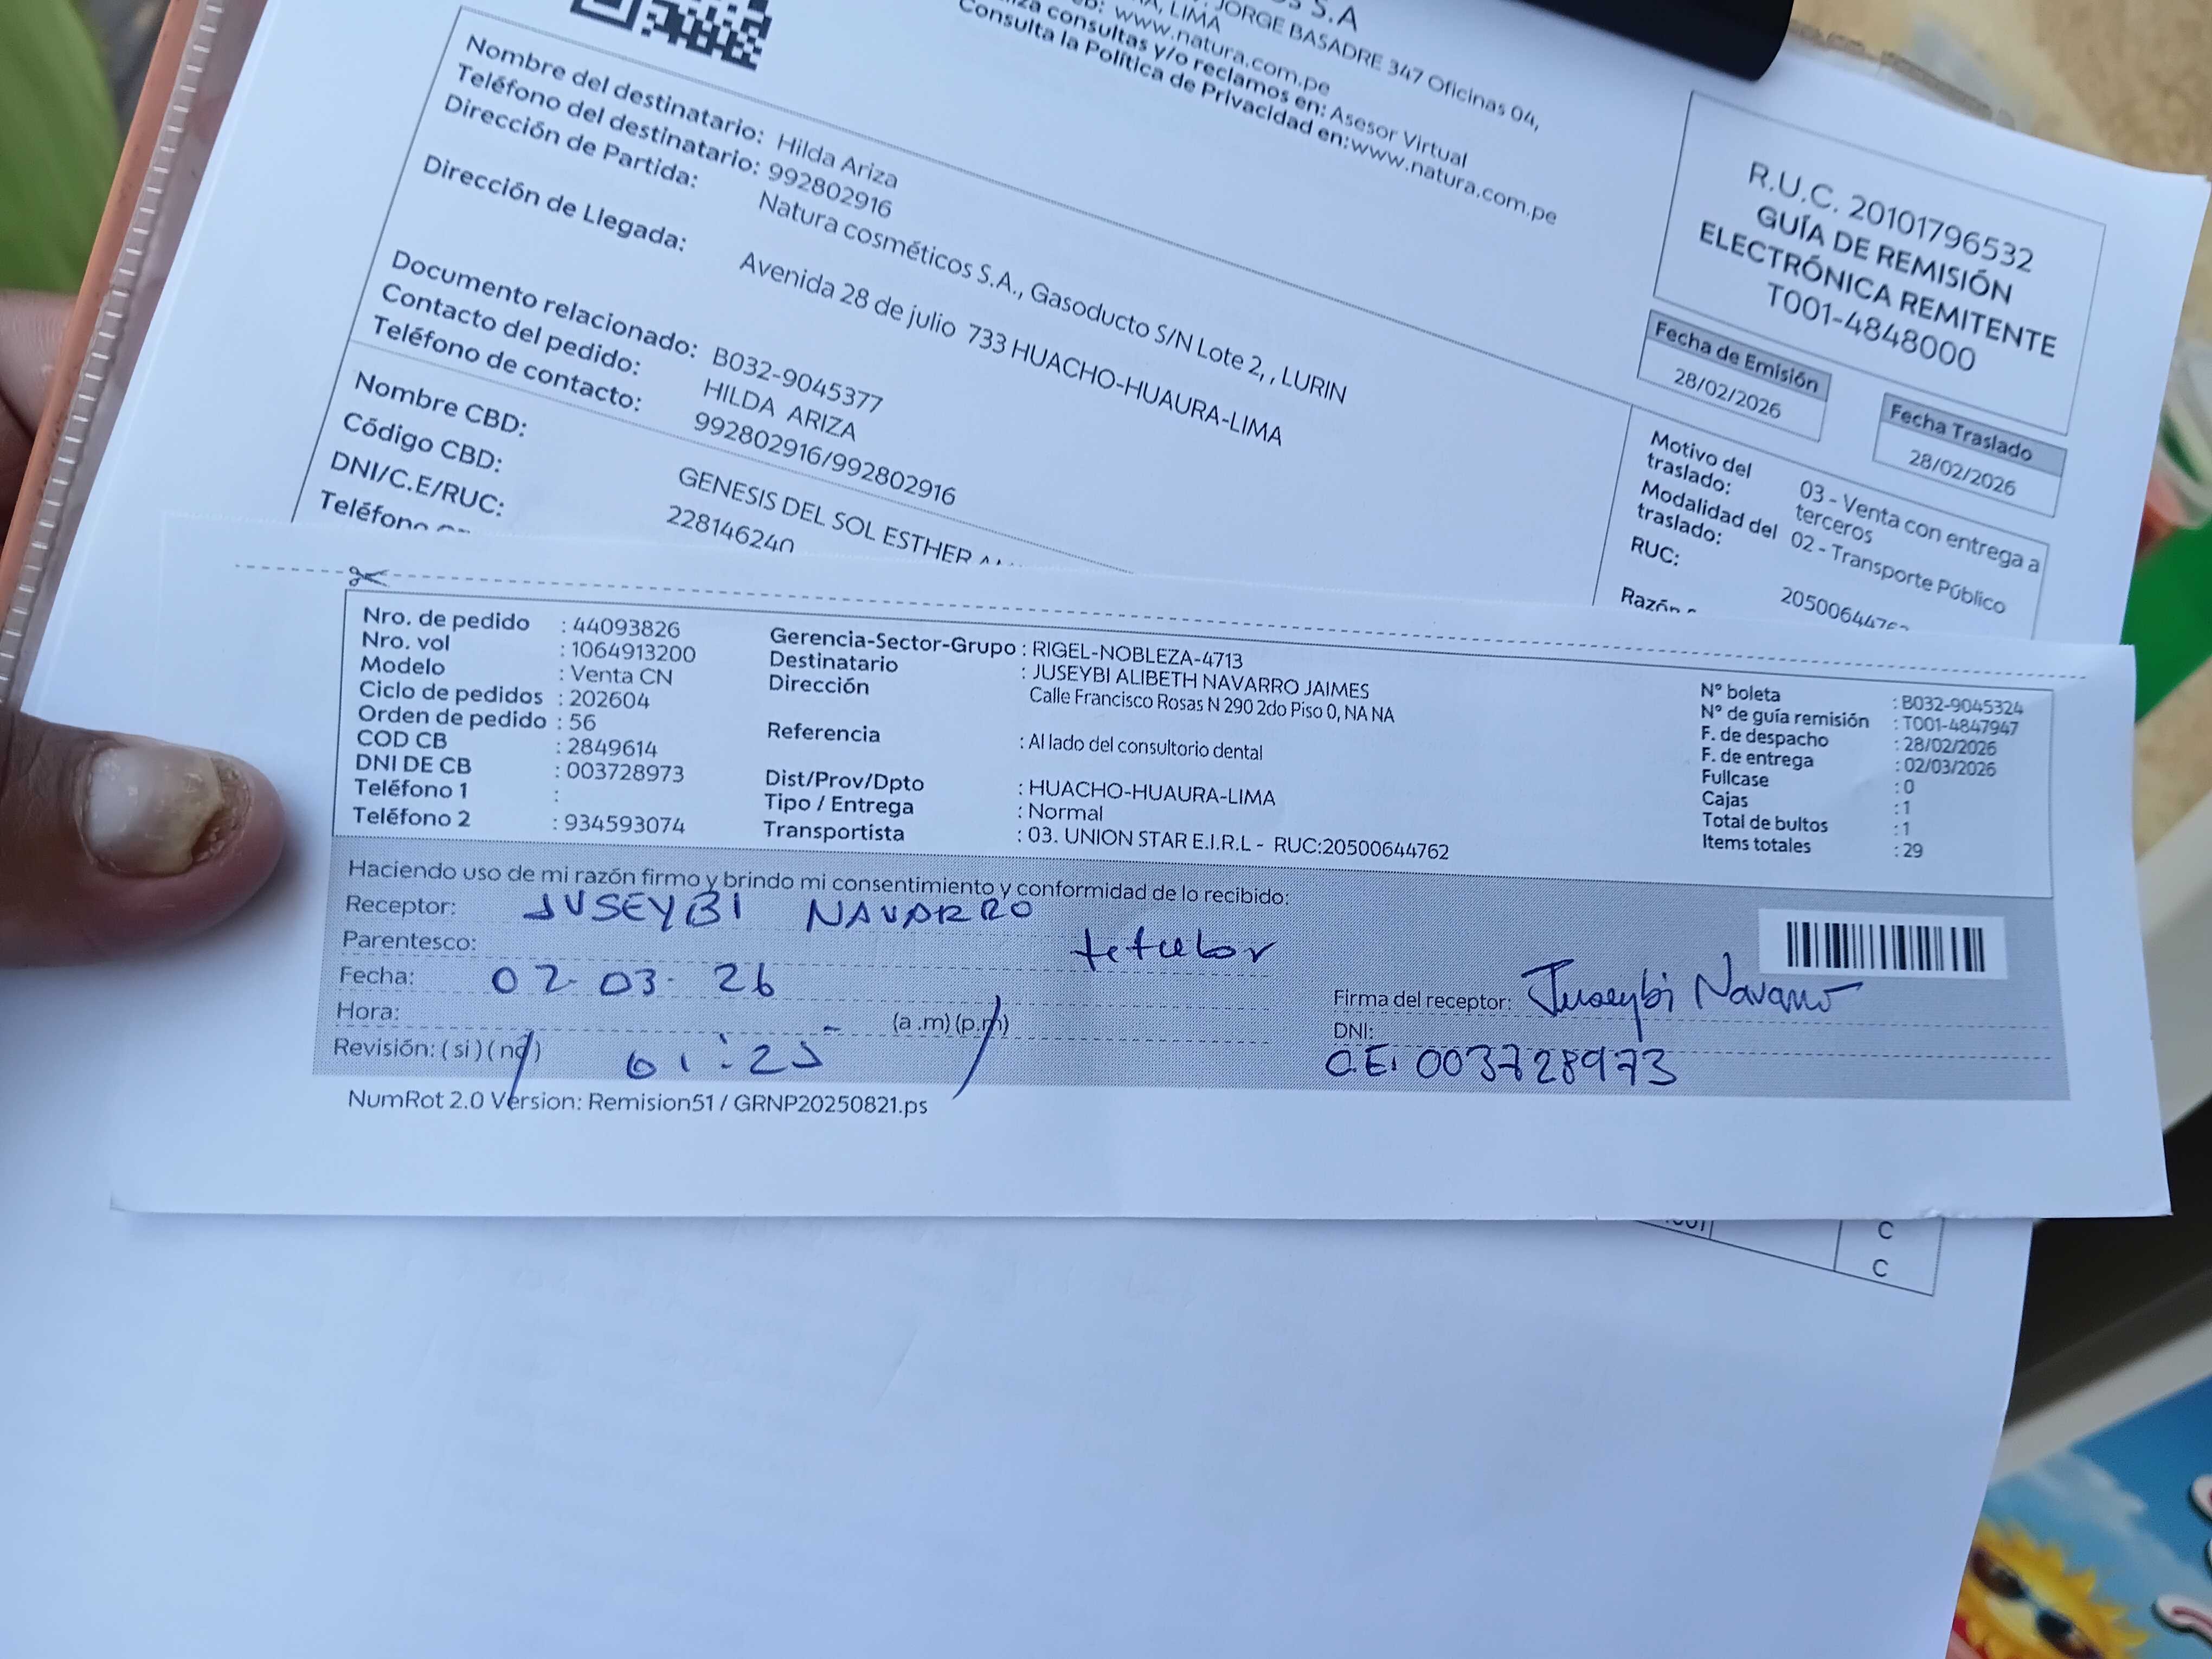 S.A
JORGE BASADRE 347 Oficinas 04,
LIMA
www.natura.com.pe
consultas y/o reclamos en: Asesor Virtual
Consulta la Política de Privacidad en:www.natura.com.pe
Nombre del destinatario: Hilda Ariza
Teléfono del destinatario: 992802916
Dirección de Partida: Natura cosméticos S.A., Gasoducto S/N Lote 2, , LURIN
Dirección de Llegada: Avenida 28 de julio 733 HUACHO-HUAURA-LIMA
Documento relacionado: B032-9045377
Contacto del pedido: HILDA ARIZA
Teléfono de contacto: 992802916/992802916
Nombre CBD: GENESIS DEL SOL ESTHER
Código CBD: 228146240
DNI/C.E/RUC:
Teléfono
R.U.C. 20101796532
GUÍA DE REMISIÓN
ELECTRÓNICA REMITENTE
T001-4848000
Fecha de Emisión
28/02/2026
Fecha Traslado
28/02/2026
Motivo del traslado: 03 - Venta con entrega a terceros
Modalidad del traslado: 02 - Transporte Público
RUC: 20500644762
Razón
Nro. de pedido : 44093826
Nro. vol : 1064913200
Modelo : Venta CN
Ciclo de pedidos : 202604
Orden de pedido : 56
COD CB : 2849614
DNI DE CB : 003728973
Teléfono 1 :
Teléfono 2 : 934593074
Gerencia-Sector-Grupo : RIGEL-NOBLEZA-4713
Destinatario : JUSEYBI ALIBETH NAVARRO JAIMES
Dirección Calle Francisco Rosas N 290 2do Piso 0, NA NA
Referencia : Al lado del consultorio dental
Dist/Prov/Dpto : HUACHO-HUAURA-LIMA
Tipo / Entrega : Normal
Transportista : 03. UNION STAR E.I.R.L - RUC:20500644762
N° boleta : B032-9045324
N° de guía remisión : T001-4847947
F. de despacho : 28/02/2026
F. de entrega : 02/03/2026
Fullcase : 0
Cajas : 1
Total de bultos : 1
Items totales : 29
Haciendo uso de mi razón firmo y brindo mi consentimiento y conformidad de lo recibido:
Receptor: JUSEYBI NAVARRO
Parentesco: tetulor
Fecha: 02-03-26
Hora: (a .m) (p.m)
Revisión: ( si ) ( no ) 01:25
Firma del receptor: Juseybi Navarro
DNI:
C.E: 003728973
NumRot 2.0 Version: Remision51 / GRNP20250821.ps
C
C